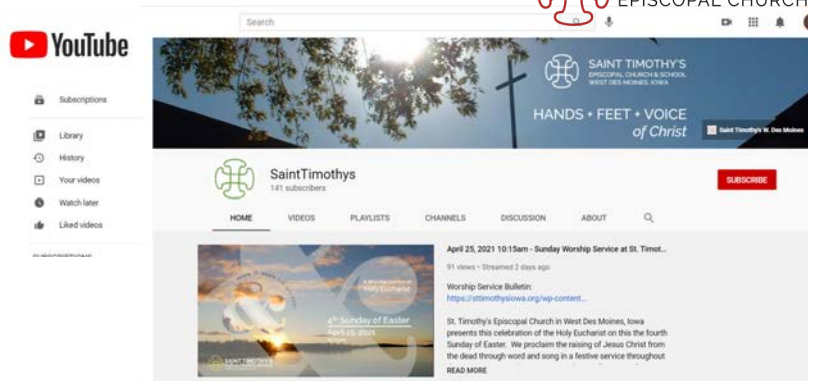 EPISCOPAL CHURCH
Search
YouTube
SAINT TIMOTHY'S
EPISCOPAL CHURCH & SCHOOL
WEST DES MOINES, IOWA
HANDS + FEET + VOICE
of Christ
Saint Timothy's W. Des Moines
Subscriptions
Library
History
Your videos
Watch later
Liked videos
SUBSCRIPTIONS
SaintTimothys
141 subscribers
SUBSCRIBE
HOME VIDEOS PLAYLISTS CHANNELS DISCUSSION ABOUT
4th Sunday of Easter
April 25, 2021
Holy Eucharist
SAINT TIMOTHY'S
April 25, 2021 10:15am - Sunday Worship Service at St. Timot...
91 views • Streamed 2 days ago
Worship Service Bulletin:
https://sttimothysiowa.org/wp-content...
St. Timothy's Episcopal Church in West Des Moines, Iowa
presents this celebration of the Holy Eucharist on this the fourth
Sunday of Easter. We proclaim the raising of Jesus Christ from
the dead through word and song in a festive service throughout
READ MORE